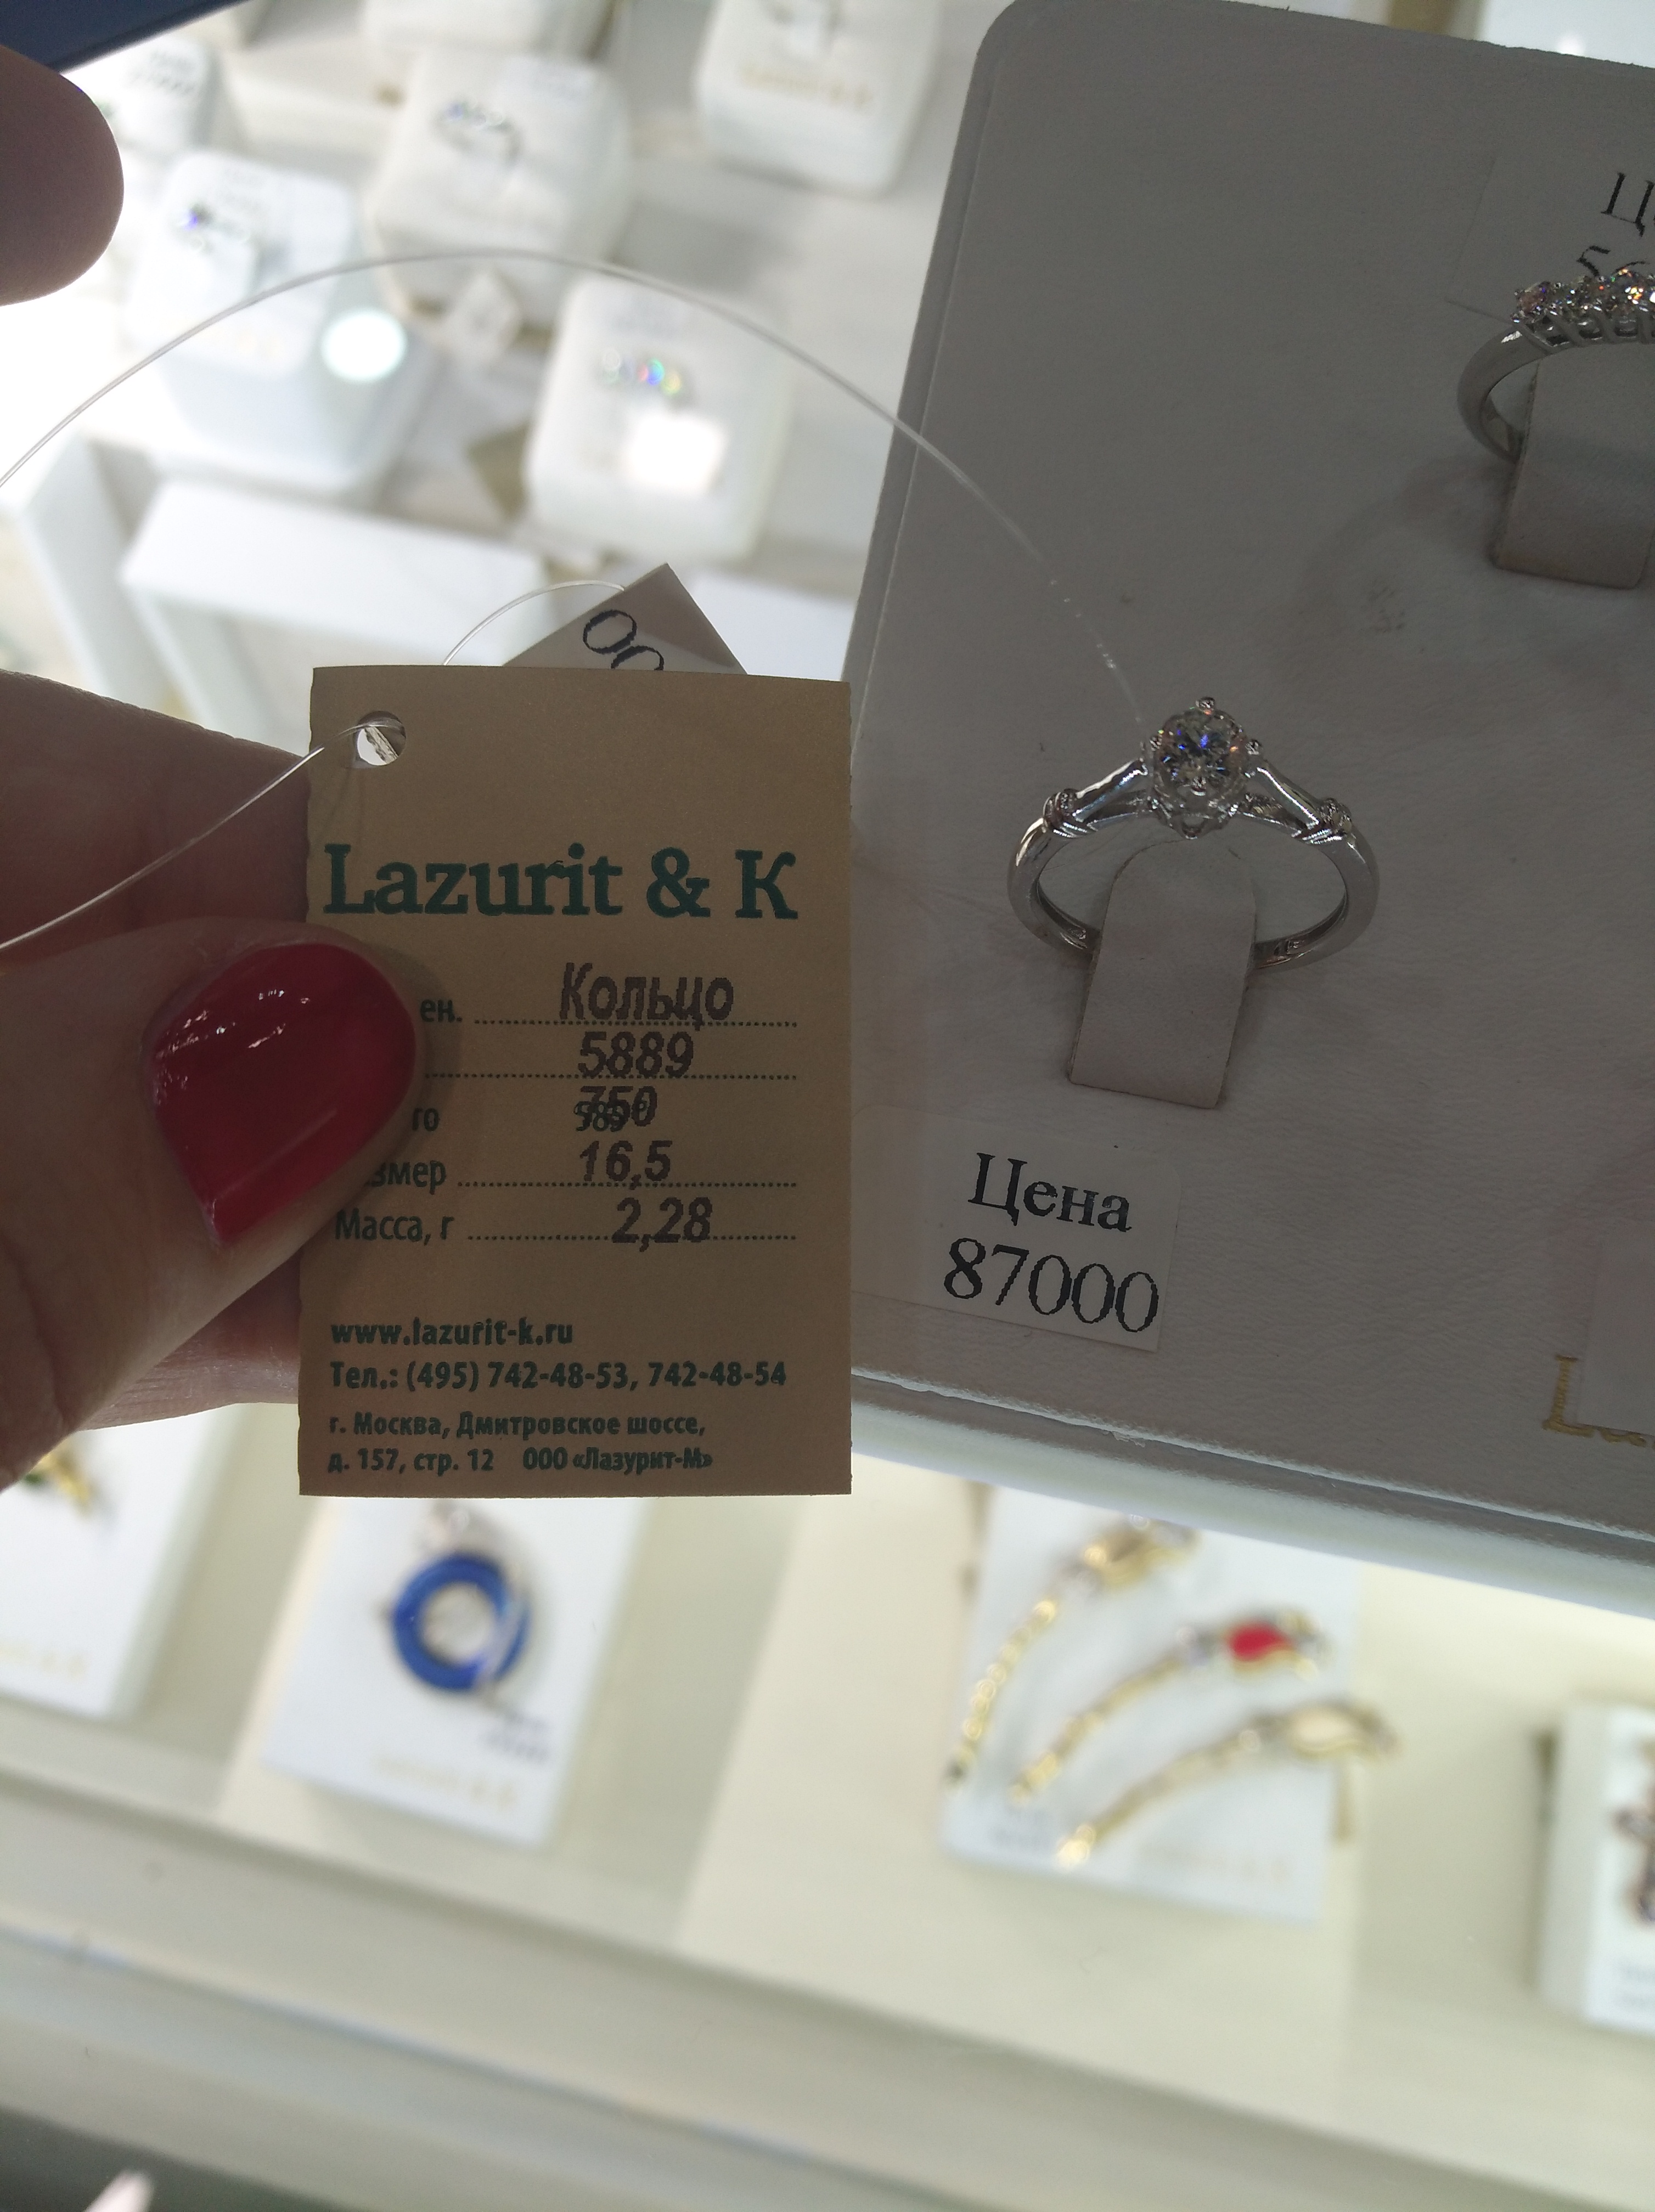 Lazurit & K
ен. Кольцо
5889
го 750
змер 16,5
Масса, г 2,28
www.lazurit-k.ru
Тел.: (495) 742-48-53, 742-48-54
г. Москва, Дмитровское шоссе,
д. 157, стр. 12 ООО «Лазурит-М»
00
Цена
87000